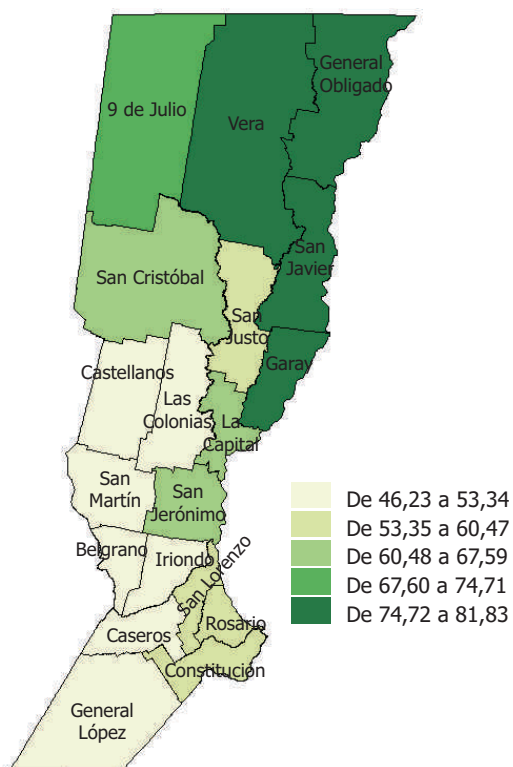 General
Obligado
9 de Julio
Vera
San
Javier
San Cristóbal
San
Justo
Garay
Castellanos
Las
Colonias
La
Capital
San
Martín
San
Jerónimo
Belgrano
Iriondo
San Lorenzo
Rosario
Caseros
Constitución
General
López
De 46,23 a 53,34
De 53,35 a 60,47
De 60,48 a 67,59
De 67,60 a 74,71
De 74,72 a 81,83